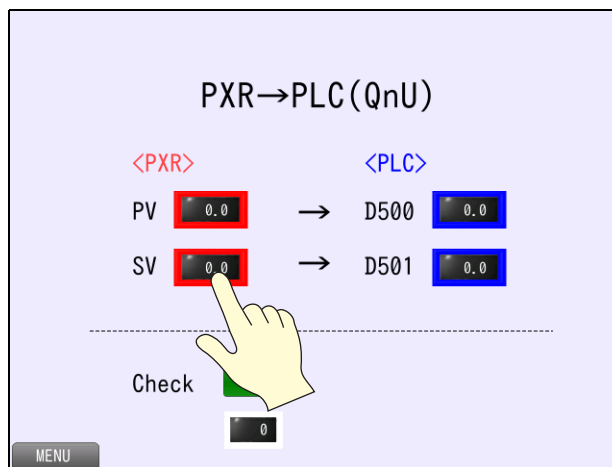 PXR→PLC(QnU)
<PXR> <PLC>
PV 0.0 → D500 0.0
SV 0.0 → D501 0.0
Check
0
MENU